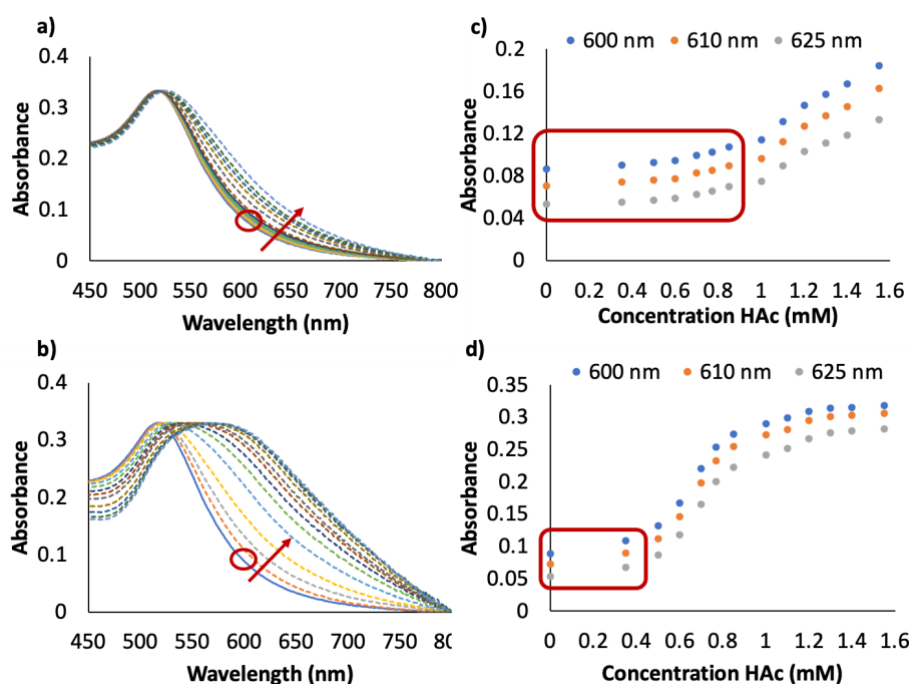 a)
0.4
0.3
0.2
0.1
0
Absorbance
450 500 550 600 650 700 750 800
Wavelength (nm)
c)
600 nm 610 nm 625 nm
0.2
0.16
0.12
0.08
0.04
0
Absorbance
0 0.2 0.4 0.6 0.8 1 1.2 1.4 1.6
Concentration HAc (mM)
b)
0.4
0.3
0.2
0.1
0
Absorbance
450 500 550 600 650 700 750 800
Wavelength (nm)
d)
600 nm 610 nm 625 nm
0.35
0.3
0.25
0.2
0.15
0.1
0.05
0
Absorbance
0 0.2 0.4 0.6 0.8 1 1.2 1.4 1.6
Concentration HAc (mM)